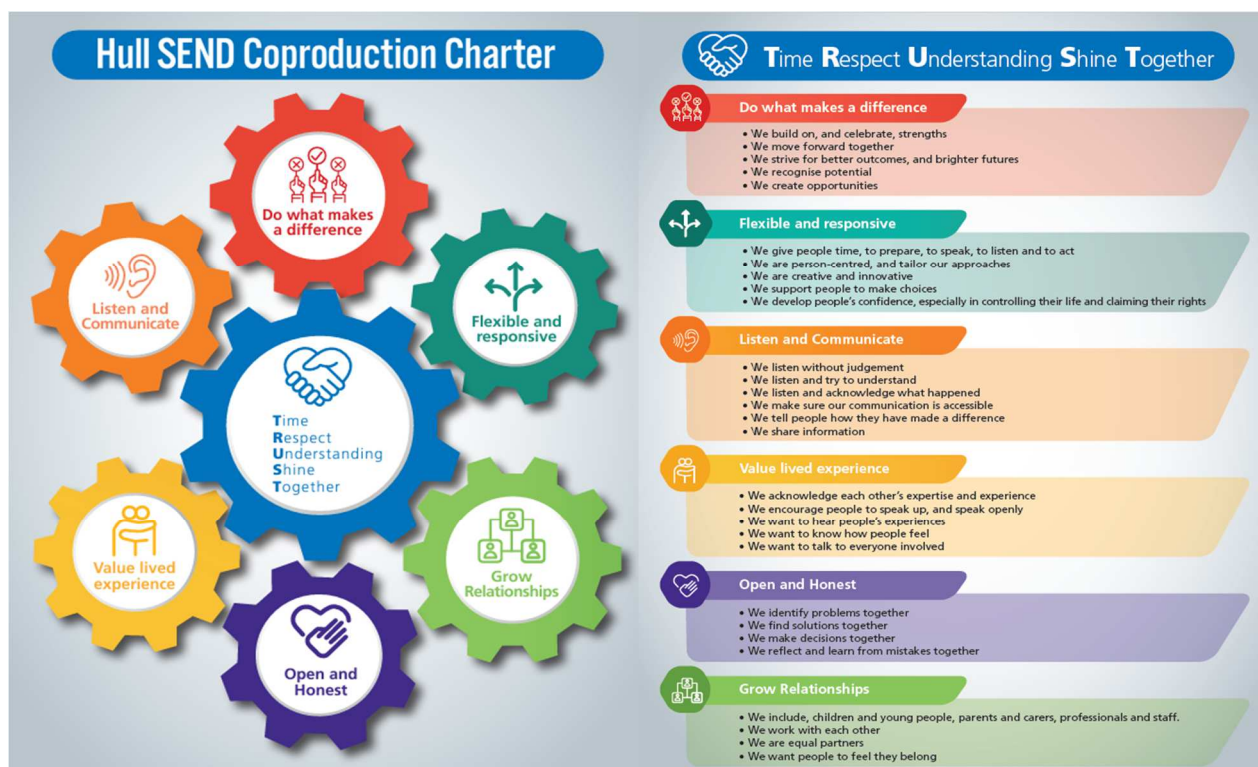 Hull SEND Coproduction Charter
Do what makes
a difference
Listen and
Communicate
Flexible and
responsive
Time
Respect
Understanding
Shine
Together
Value lived
experience
Grow
Relationships
Open and
Honest
Time Respect Understanding Shine Together
Do what makes a difference
• We build on, and celebrate, strengths
• We move forward together
• We strive for better outcomes, and brighter futures
• We recognise potential
• We create opportunities
Flexible and responsive
• We give people time, to prepare, to speak, to listen and to act
• We are person-centred, and tailor our approaches
• We are creative and innovative
• We support people to make choices
• We develop people's confidence, especially in controlling their life and claiming their rights
Listen and Communicate
• We listen without judgement
• We listen and try to understand
• We listen and acknowledge what happened
• We make sure our communication is accessible
• We tell people how they have made a difference
• We share information
Value lived experience
• We acknowledge each other's expertise and experience
• We encourage people to speak up, and speak openly
• We want to hear people's experiences
• We want to know how people feel
• We want to talk to everyone involved
Open and Honest
• We identify problems together
• We find solutions together
• We make decisions together
• We reflect and learn from mistakes together
Grow Relationships
• We include, children and young people, parents and carers, professionals and staff.
• We work with each other
• We are equal partners
• We want people to feel they belong